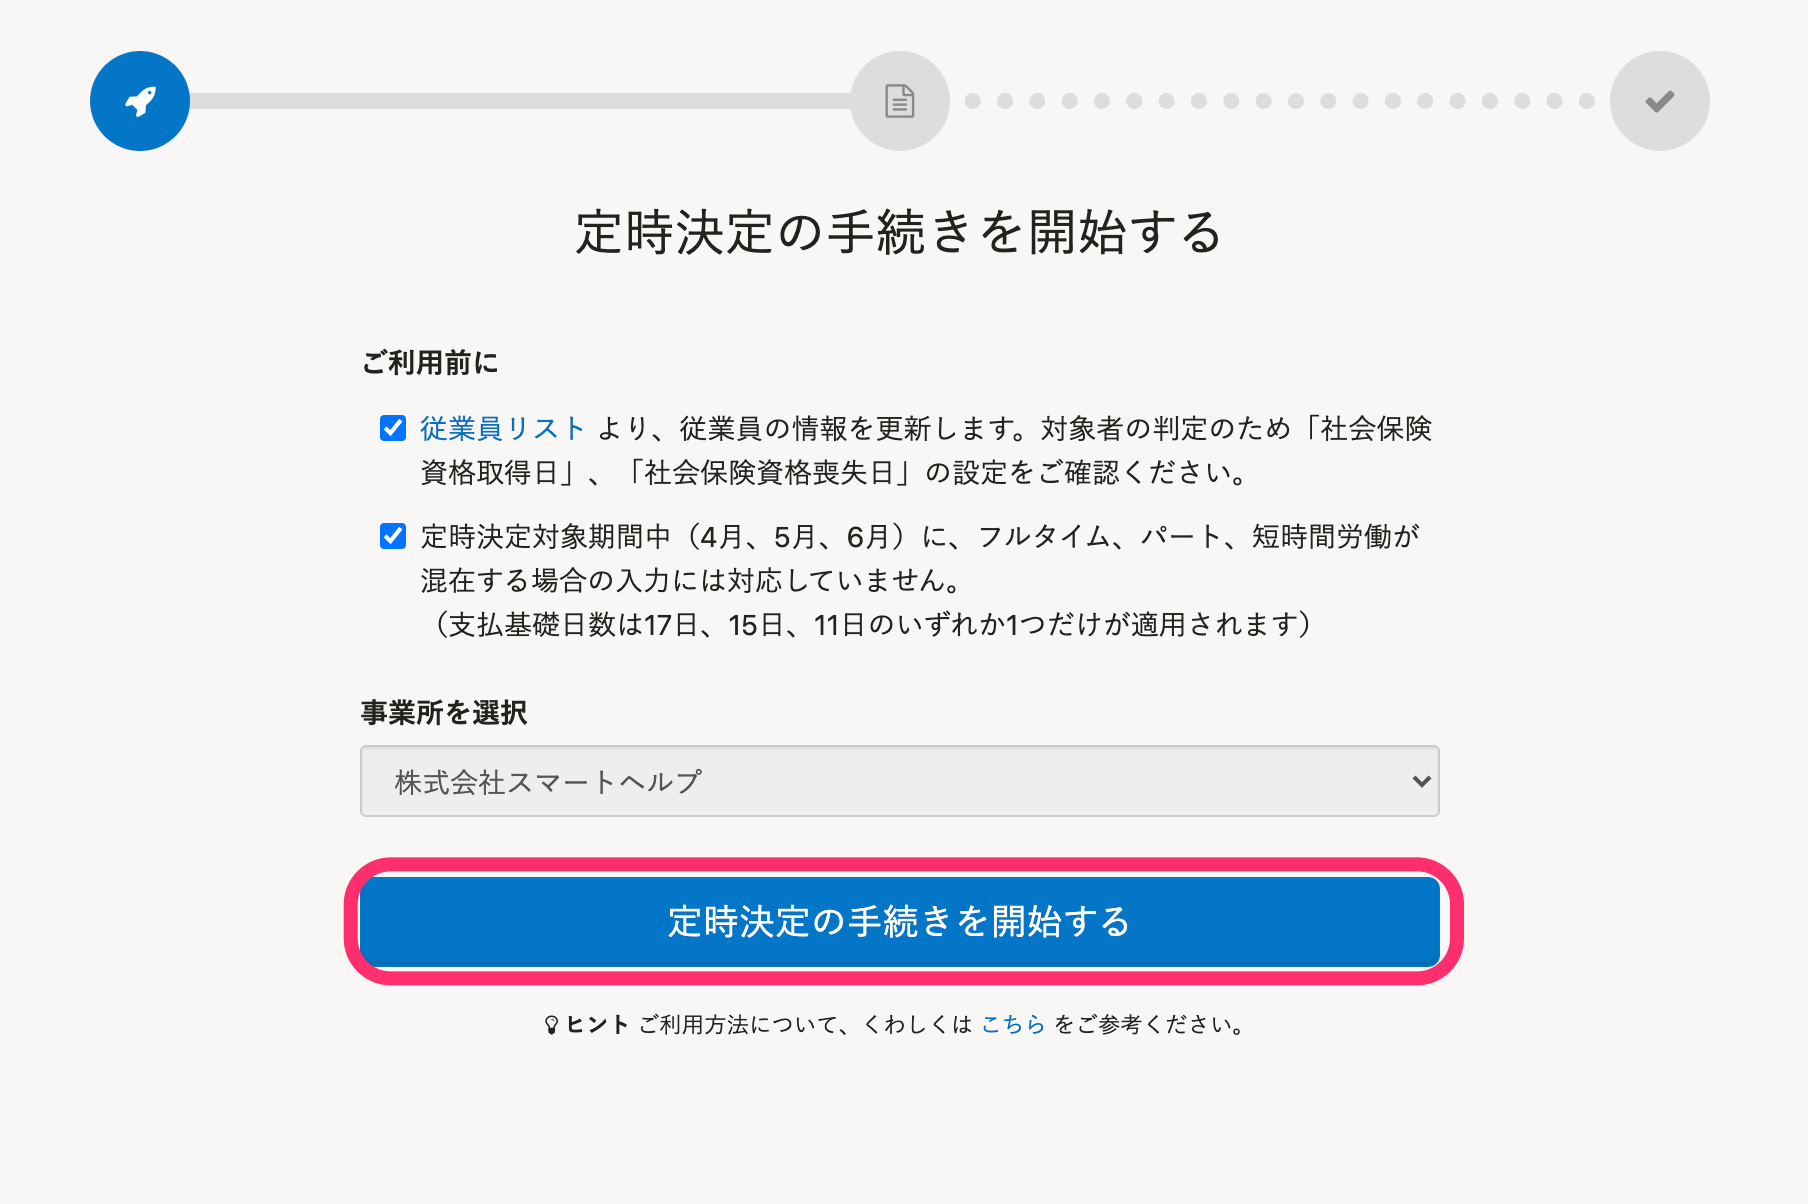 定時決定の手続きを開始する
ご利用前に
従業員リスト より、従業員の情報を更新します。対象者の判定のため「社会保険
資格取得日」、「社会保険資格喪失日」の設定をご確認ください。
定時決定対象期間中（4月、5月、6月）に、フルタイム、パート、短時間労働が
混在する場合の入力には対応していません。
（支払基礎日数は17日、15日、11日のいずれか1つだけが適用されます）
事業所を選択
株式会社スマートヘルプ
定時決定の手続きを開始する
ヒント ご利用方法について、くわしくは こちら をご参考ください。